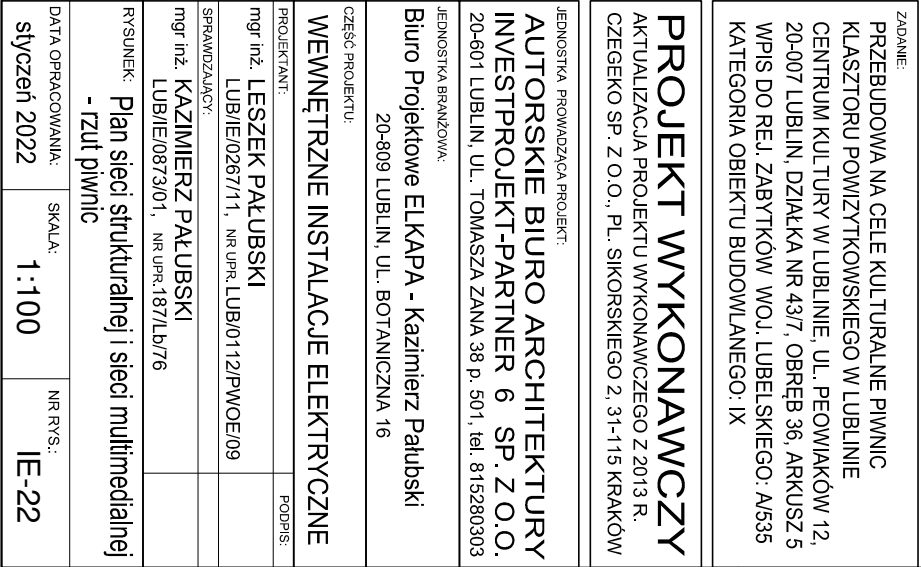 ZADANIE:
PRZEBUDOWA NA CELE KULTURALNE PIWNIC
KLASZTORU POWIZYTKOWSKIEGO W LUBLINIE
CENTRUM KULTURY W LUBLINIE, UL. PEOWIAKÓW 12,
20-007 LUBLIN, DZIAŁKA NR 43/7, OBRĘB 36, ARKUSZ 5
WPIS DO REJ. ZABYTKÓW WOJ. LUBELSKIEGO: A/535
KATEGORIA OBIEKTU BUDOWLANEGO: IX
PROJEKT WYKONAWCZY
AKTUALIZACJA PROJEKTU WYKONAWCZEGO Z 2013 R.
CZEGEKO SP. Z O.O., PL. SIKORSKIEGO 2, 31-115 KRAKÓW
JEDNOSTKA PROWADZĄCA PROJEKT:
AUTORSKIE BIURO ARCHITEKTURY
INVESTPROJEKT-PARTNER 6 SP. Z O.O.
20-601 LUBLIN, UL. TOMASZA ZANA 38 p. 501, tel. 815280303
JEDNOSTKA BRANŻOWA:
Biuro Projektowe ELKAPA - Kazimierz Pałubski
20-809 LUBLIN, UL. BOTANICZNA 16
CZĘŚĆ PROJEKTU:
WEWNĘTRZNE INSTALACJE ELEKTRYCZNE
PROJEKTANT: PODPIS:
mgr inż. LESZEK PAŁUBSKI
LUB/IE/0267/11, NR UPR. LUB/0112/PWOE/09
SPRAWDZAJĄCY:
mgr inż. KAZIMIERZ PAŁUBSKI
LUB/IE/0873/01, NR UPR.187/Lb/76
RYSUNEK: Plan sieci strukturalnej i sieci multimedialnej
- rzut piwnic
DATA OPRACOWANIA: SKALA: NR RYS.:
styczeń 2022 1:100 IE-22